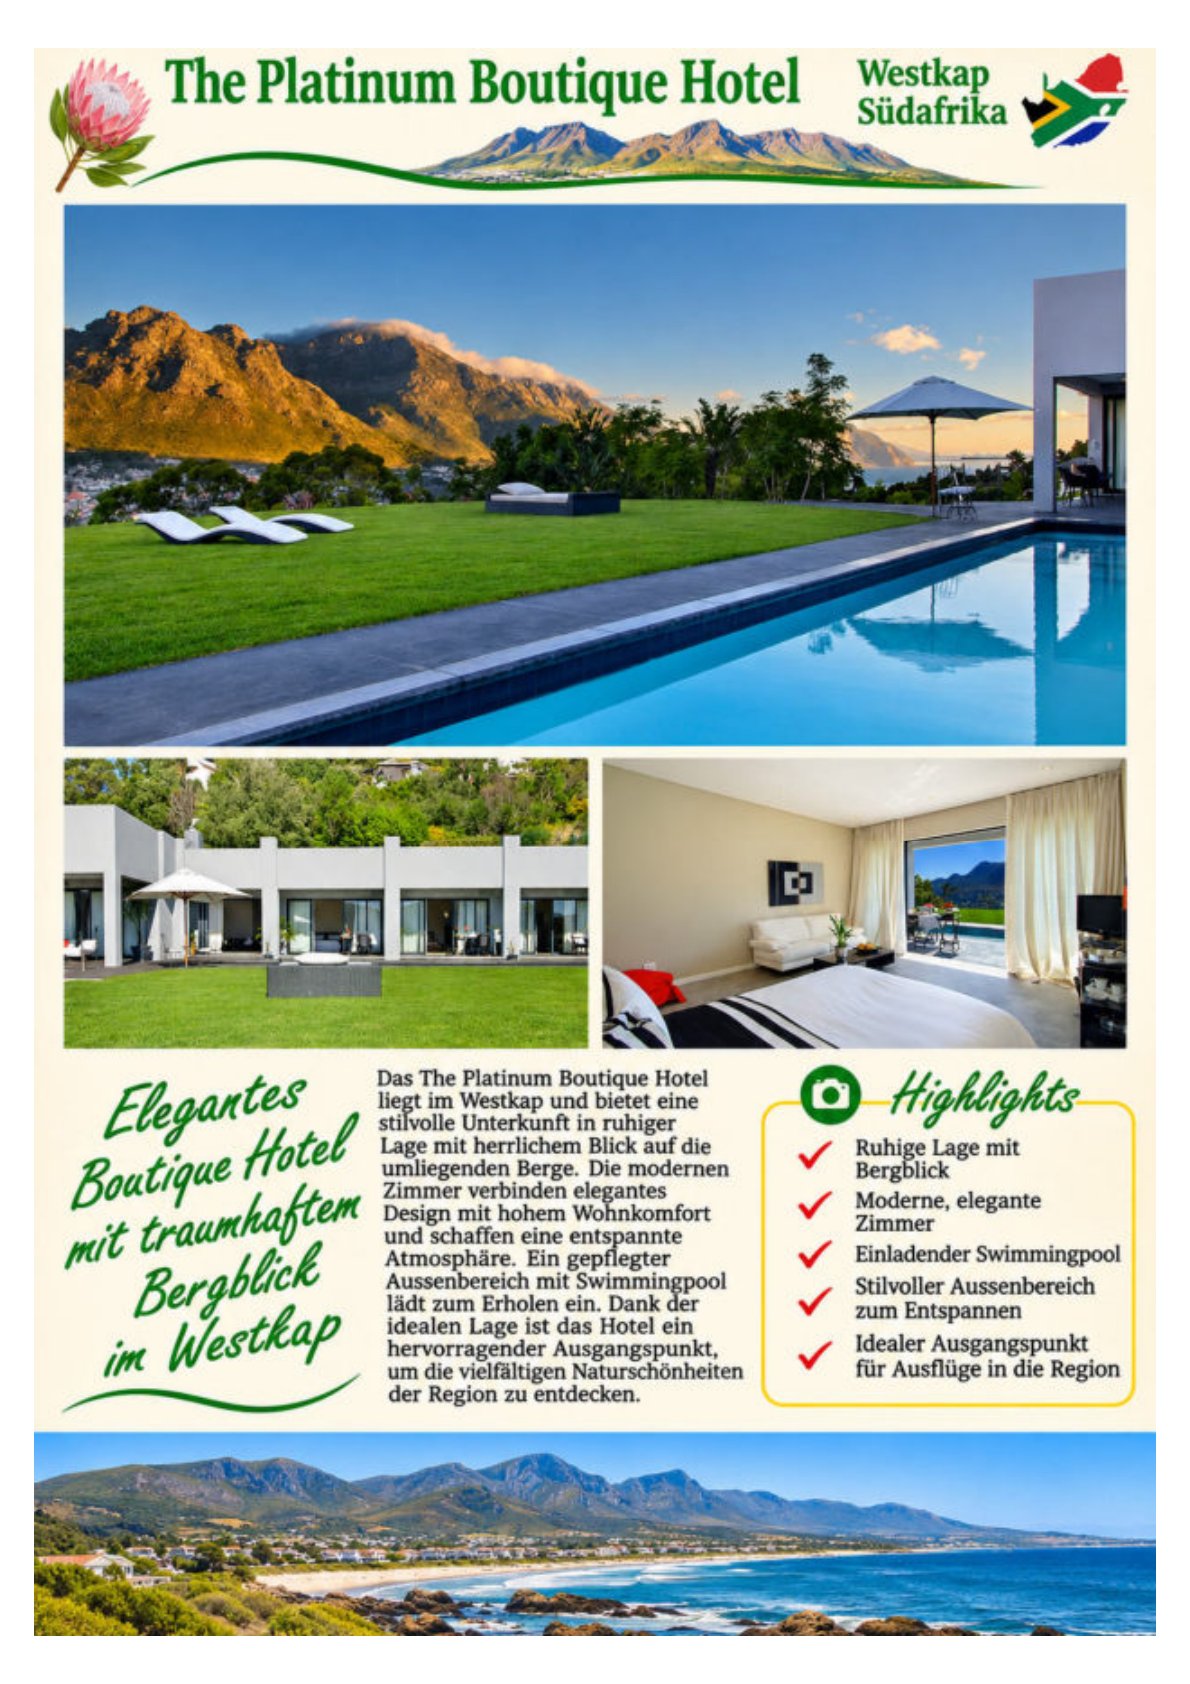 The Platinum Boutique Hotel
Westkap
Südafrika
Elegantes
Boutique Hotel
mit traumhaftem
Bergblick
im Westkap
Das The Platinum Boutique Hotel
liegt im Westkap und bietet eine
stilvolle Unterkunft in ruhiger
Lage mit herrlichem Blick auf die
umliegenden Berge. Die modernen
Zimmer verbinden elegantes
Design mit hohem Wohnkomfort
und schaffen eine entspannte
Atmosphäre. Ein gepflegter
Aussenbereich mit Swimmingpool
lädt zum Erholen ein. Dank der
idealen Lage ist das Hotel ein
hervorragender Ausgangspunkt,
um die vielfältigen Naturschönheiten
der Region zu entdecken.
Highlights
Ruhige Lage mit
Bergblick
Moderne, elegante
Zimmer
Einladender Swimmingpool
Stilvoller Aussenbereich
zum Entspannen
Idealer Ausgangspunkt
für Ausflüge in die Region